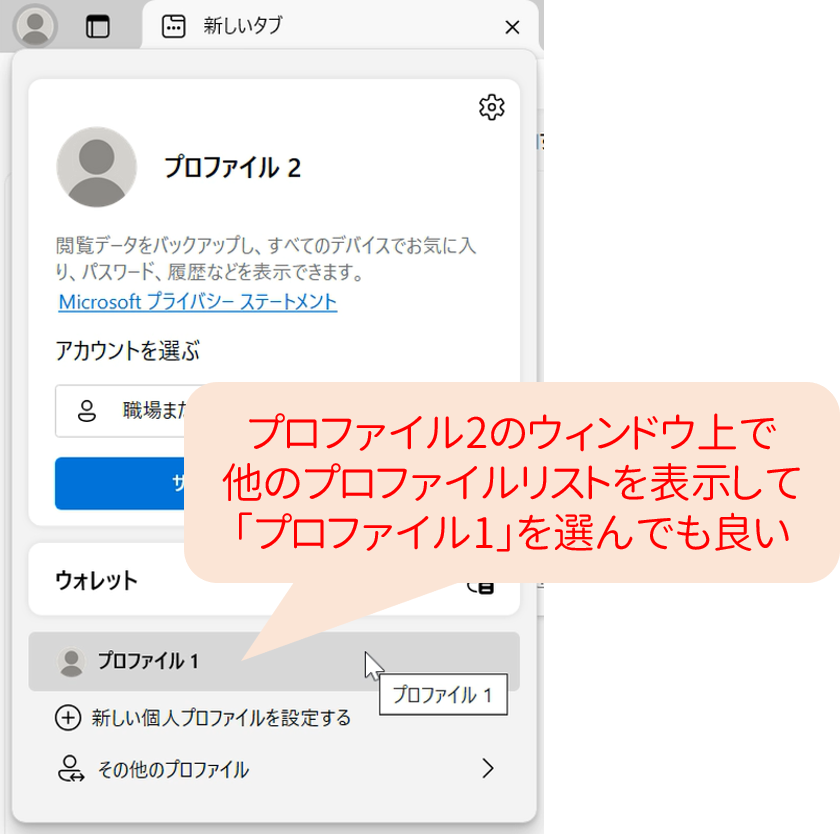 新しいタブ
プロファイル 2
閲覧データをバックアップし、すべてのデバイスでお気に入
り、パスワード、履歴などを表示できます。
Microsoft プライバシー ステートメント
アカウントを選ぶ
職場また
プロファイル2のウィンドウ上で
他のプロファイルリストを表示して
「プロファイル1」を選んでも良い
サ
ウォレット
プロファイル 1
プロファイル 1
新しい個人プロファイルを設定する
その他のプロファイル